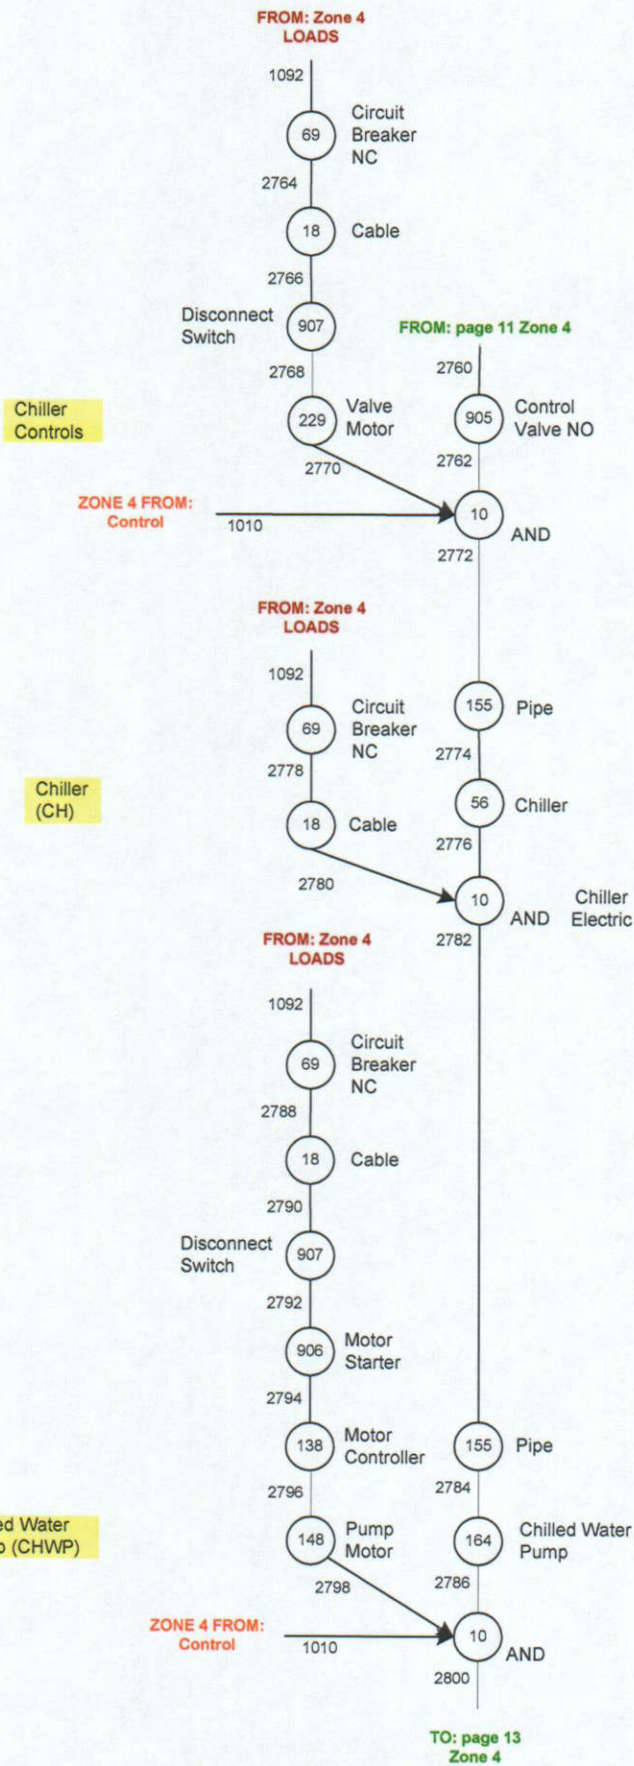 FROM: Zone 4
LOADS
1092
69
Circuit
Breaker
NC
2764
18
Cable
2766
Disconnect
Switch
907
FROM: page 11 Zone 4
2768
2760
Chiller
Controls
229
Valve
Motor
905
Control
Valve NO
2770
2762
ZONE 4 FROM:
Control
1010
10
AND
2772
FROM: Zone 4
LOADS
1092
69
Circuit
Breaker
NC
155
Pipe
2778
2774
Chiller
(CH)
18
Cable
56
Chiller
2776
2780
10
AND
Chiller
Electric
2782
FROM: Zone 4
LOADS
1092
69
Circuit
Breaker
NC
2788
18
Cable
2790
Disconnect
Switch
907
2792
906
Motor
Starter
2794
138
Motor
Controller
155
Pipe
2796
2784
ed Water
(CHWP)
148
Pump
Motor
164
Chilled Water
Pump
2798
2786
ZONE 4 FROM:
Control
1010
10
AND
2800
TO: page 13
Zone 4